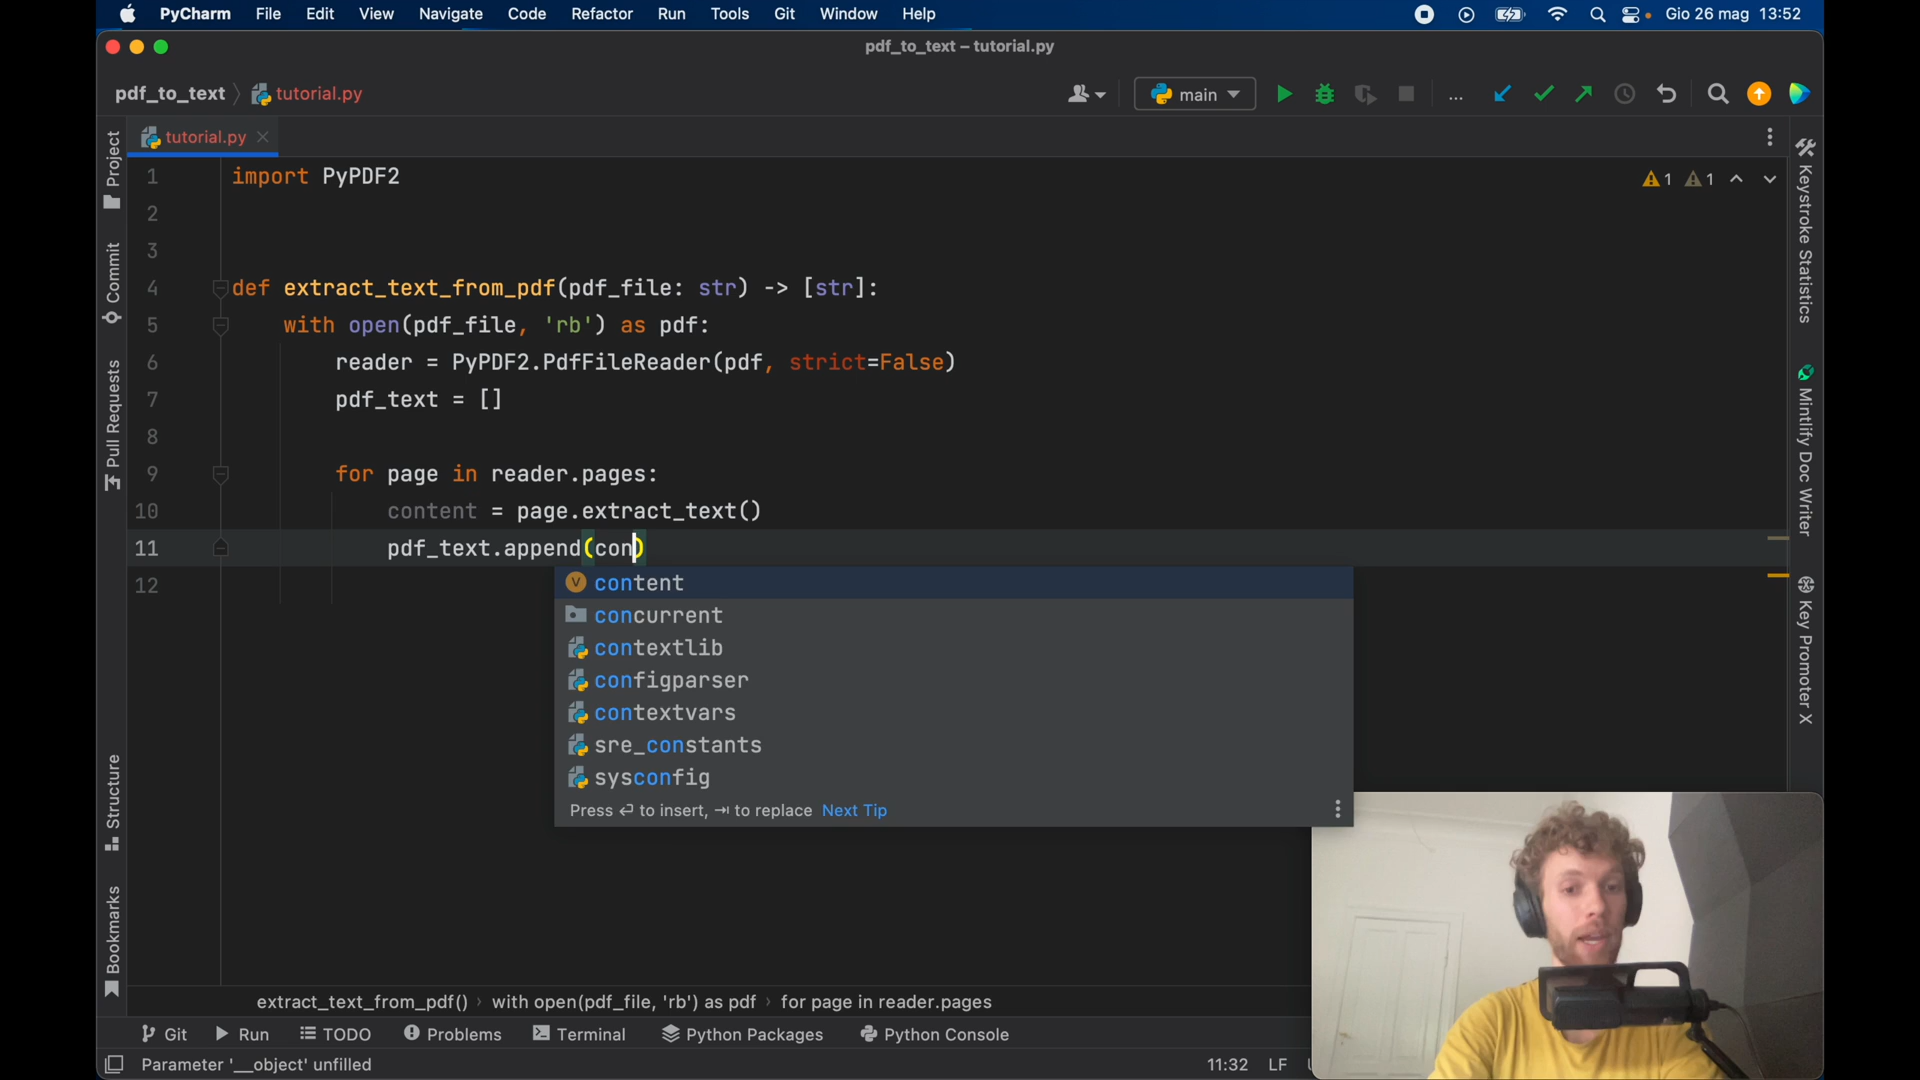 PyCharm File Edit View Navigate Code Refactor Run Tools Git Window Help Gio 26 mag 13:52
pdf_to_text – tutorial.py
pdf_to_text tutorial.py main ...
tutorial.py
1 1
1 import PyPDF2
2
3
4 def extract_text_from_pdf(pdf_file: str) -> [str]:
5 with open(pdf_file, 'rb') as pdf:
6 reader = PyPDF2.PdfFileReader(pdf, strict=False)
7 pdf_text = []
8
9 for page in reader.pages:
10 content = page.extract_text()
11 pdf_text.append(con)
12
V content
concurrent
contextlib
configparser
contextvars
sre_constants
sysconfig
Press ↩ to insert, ⇥ to replace Next Tip
Project
Commit
Pull Requests
Structure
Bookmarks
Keystroke Statistics
Mintlify Doc Writer
Key Promoter X
extract_text_from_pdf() › with open(pdf_file, 'rb') as pdf › for page in reader.pages
Git Run TODO Problems Terminal Python Packages Python Console
Parameter '__object' unfilled 11:32 LF